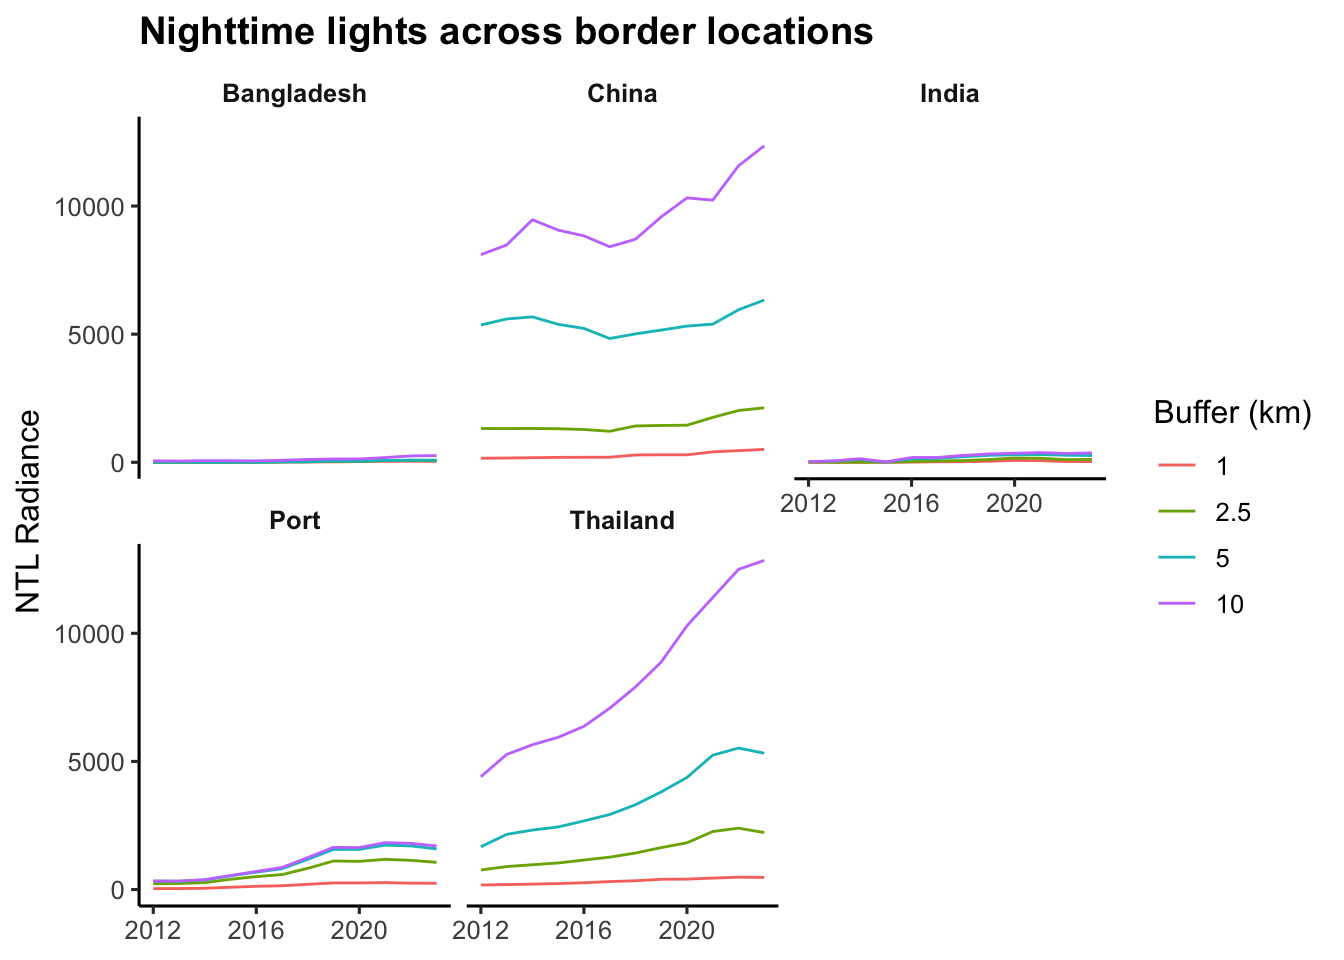 Nighttime lights across border locations
Bangladesh China India
10000
5000
0
2012 2016 2020
Port Thailand
10000
5000
0
2012 2016 2020 2012 2016 2020
NTL Radiance
Buffer (km)
1
2.5
5
10